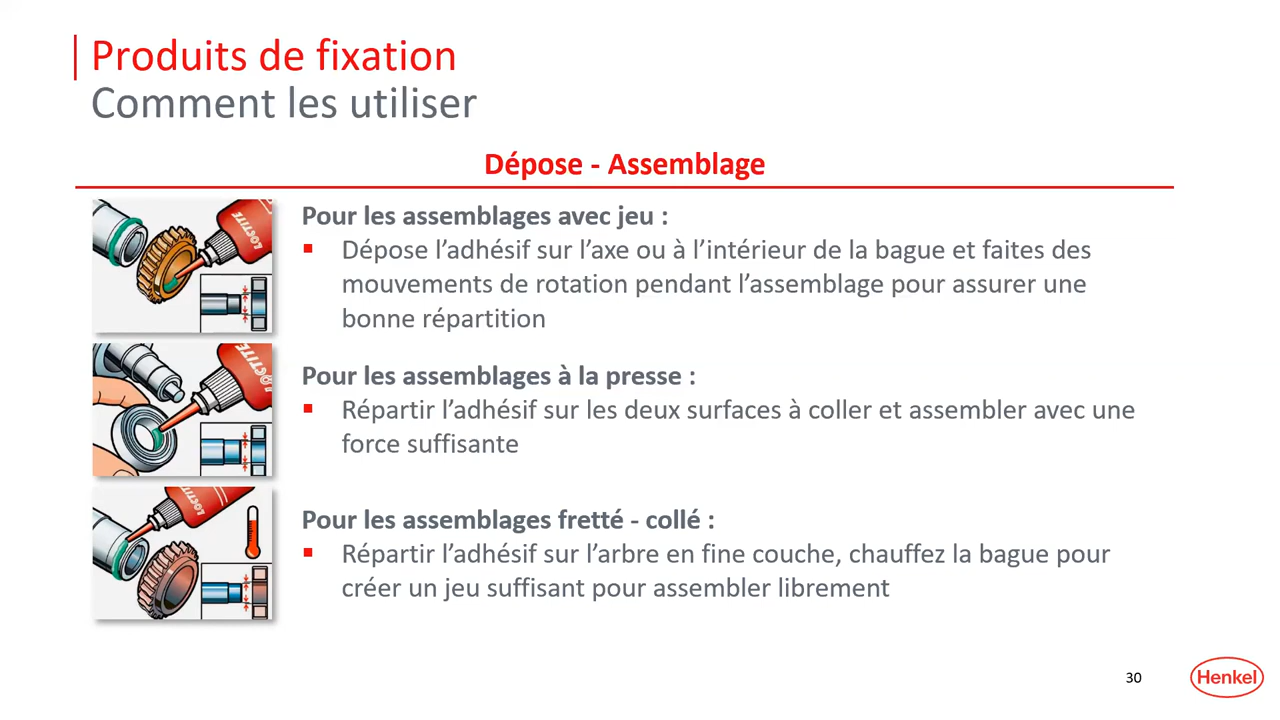 Produits de fixation
Comment les utiliser
Dépose - Assemblage
LOCTITE
Pour les assemblages avec jeu :
Dépose l’adhésif sur l’axe ou à l’intérieur de la bague et faites des
mouvements de rotation pendant l’assemblage pour assurer une
bonne répartition
LOCTITE
Pour les assemblages à la presse :
Répartir l’adhésif sur les deux surfaces à coller et assembler avec une
force suffisante
LOCTITE
Pour les assemblages fretté - collé :
Répartir l’adhésif sur l’arbre en fine couche, chauffez la bague pour
créer un jeu suffisant pour assembler librement
30
Henkel